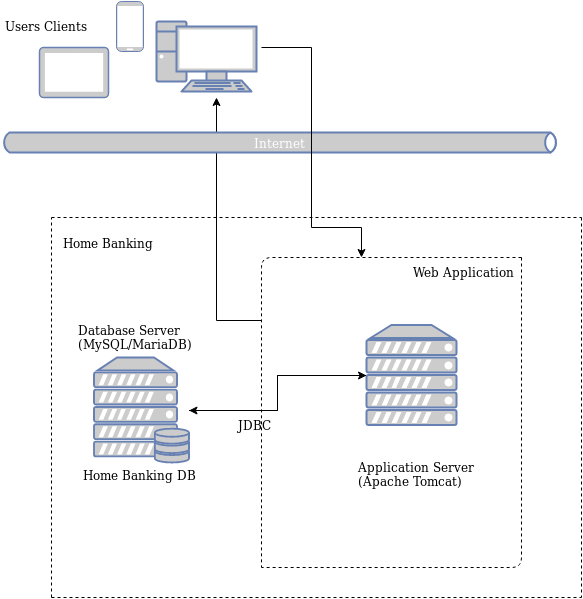 Users Clients
Internet
Home Banking
Web Application
Database Server
(MySQL/MariaDB)
JDBC
Home Banking DB
Application Server
(Apache Tomcat)